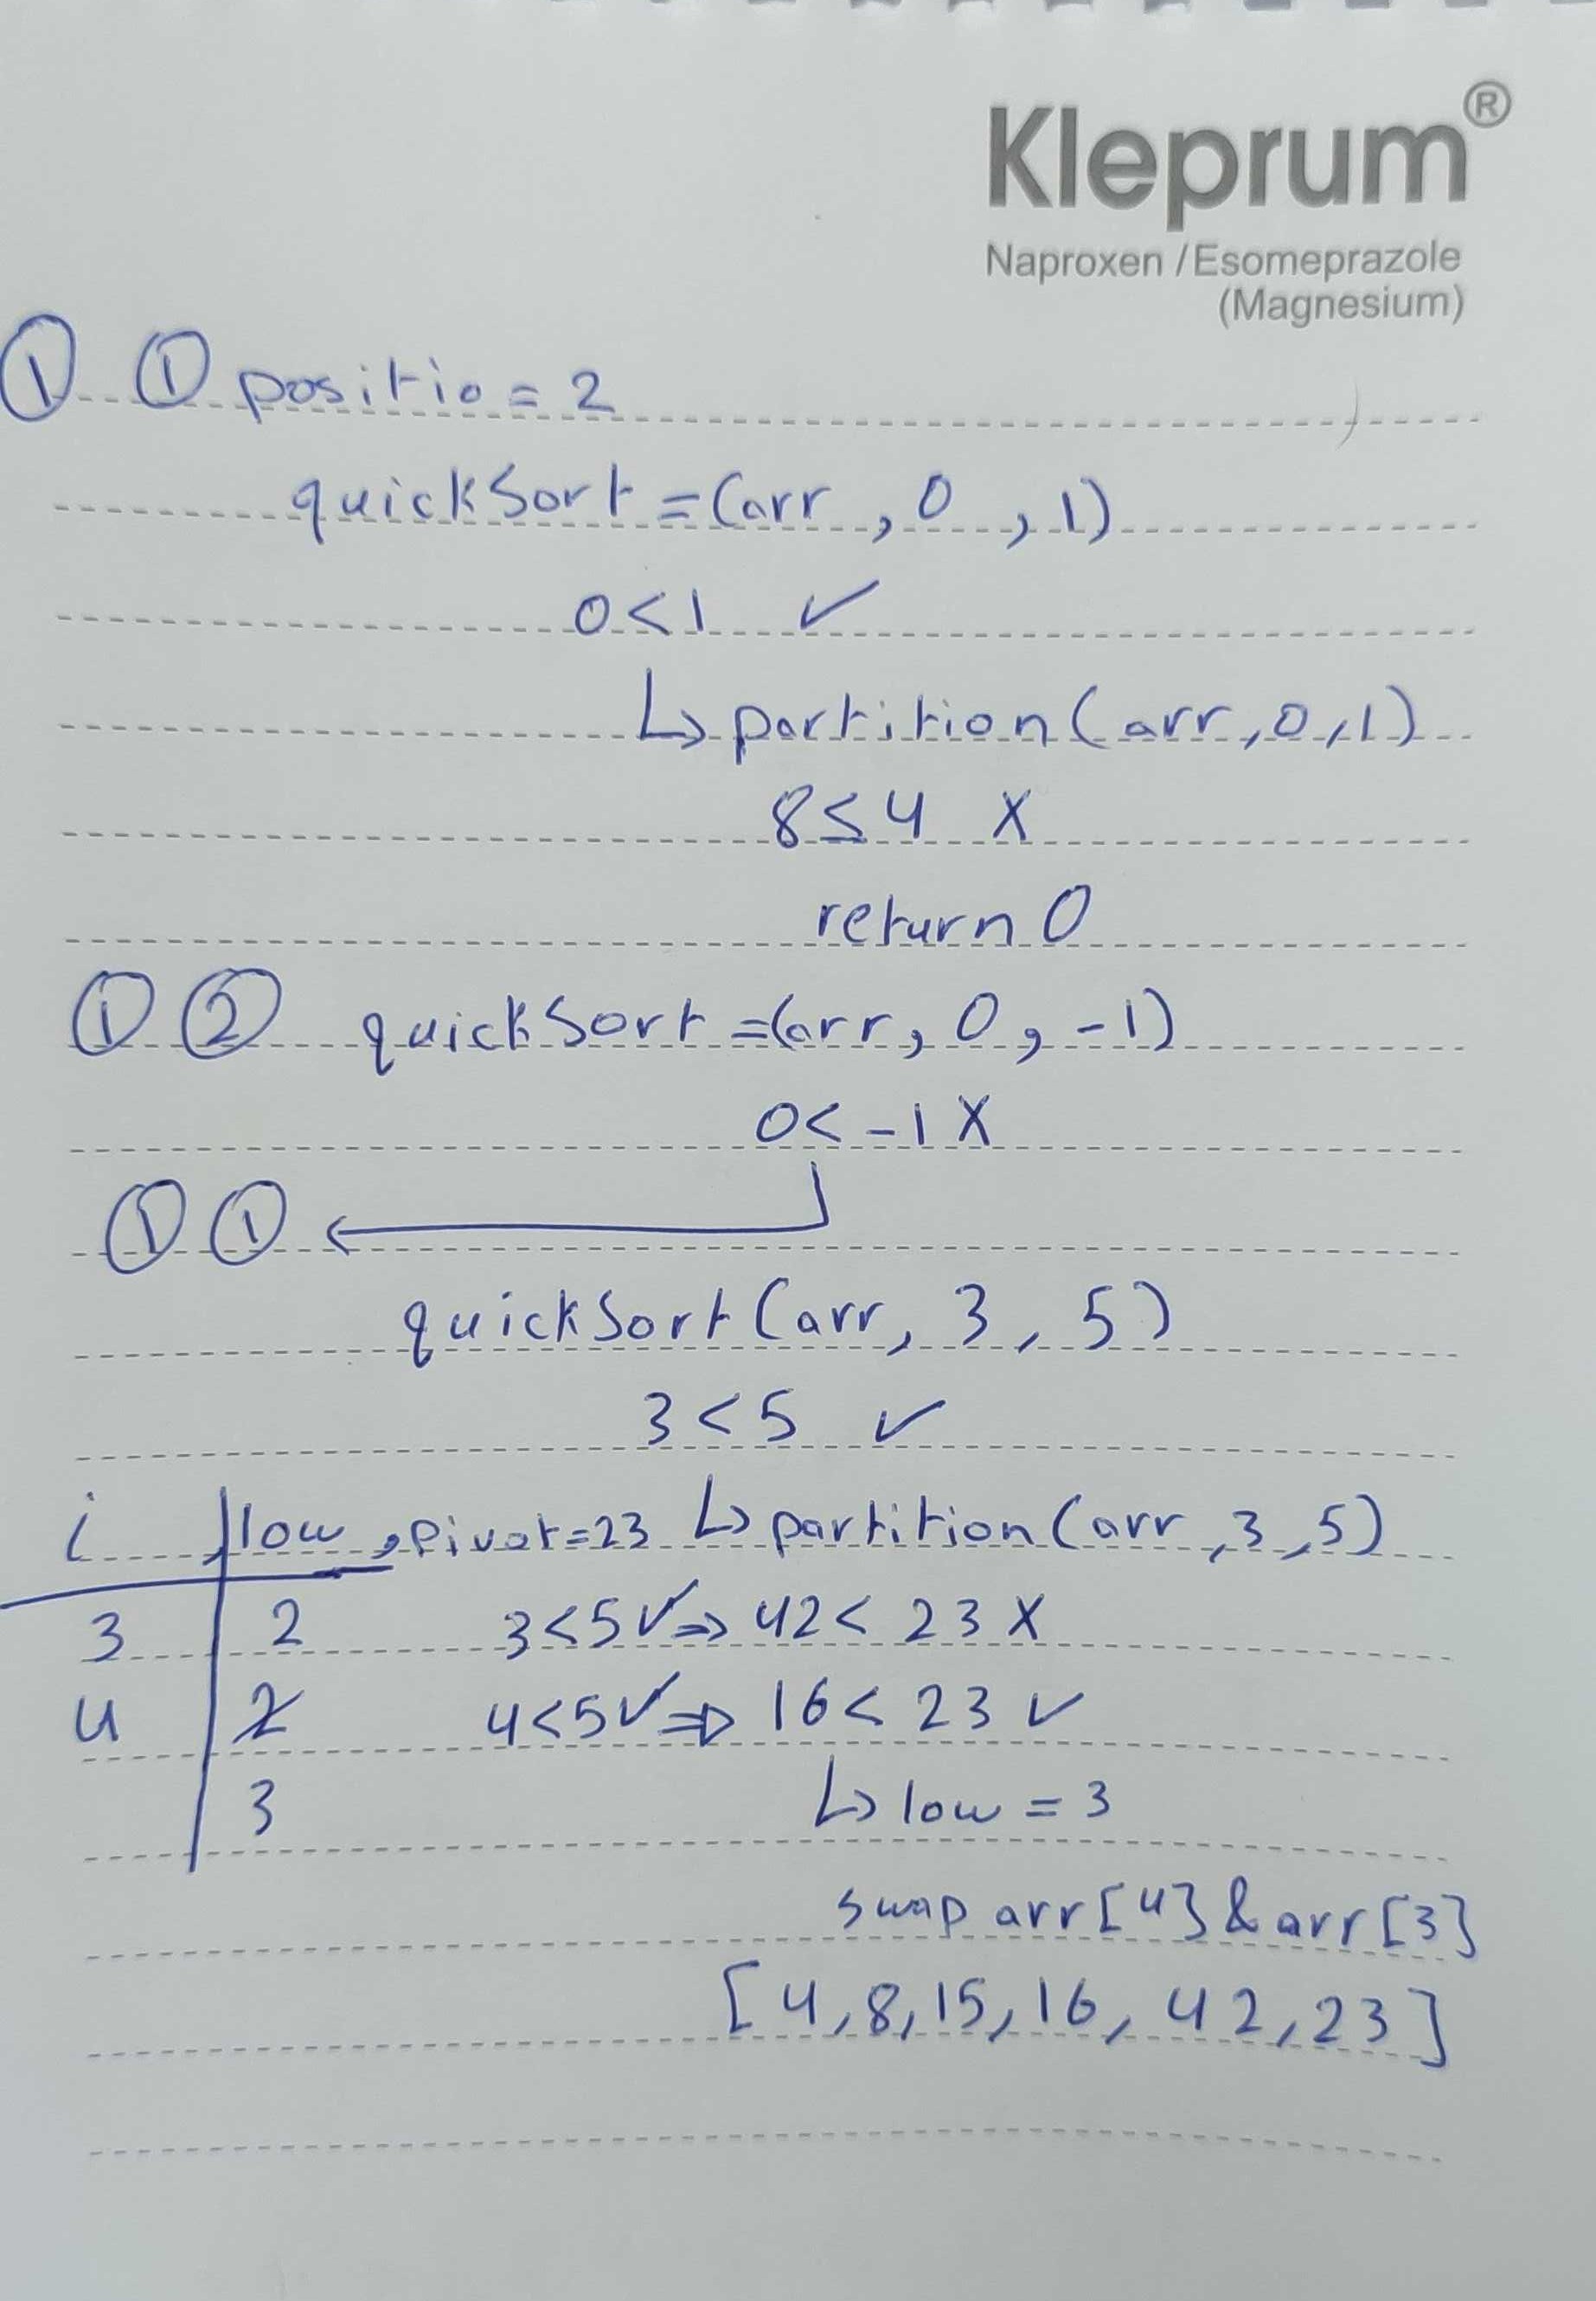 Kleprum®
Naproxen / Esomeprazole
(Magnesium)
① ① positio = 2
quickSort = (arr, 0, 1)
0 < 1 ✓
↳ partition (arr, 0, 1)
8 ≤ 4 X
return 0
① ② quickSort = (arr, 0, -1)
0 < -1 X
① ① ←
quickSort (arr, 3, 5)
3 < 5 ✓
i , low , Pivot = 23 ↳ partition (arr, 3, 5)
3 2 3 < 5 ✓ ⇒ 42 < 23 X
4 2 4 < 5 ✓ ⇒ 16 < 23 ✓
3 ↳ low = 3
swap arr [4] & arr [3]
[4, 8, 15, 16, 42, 23]